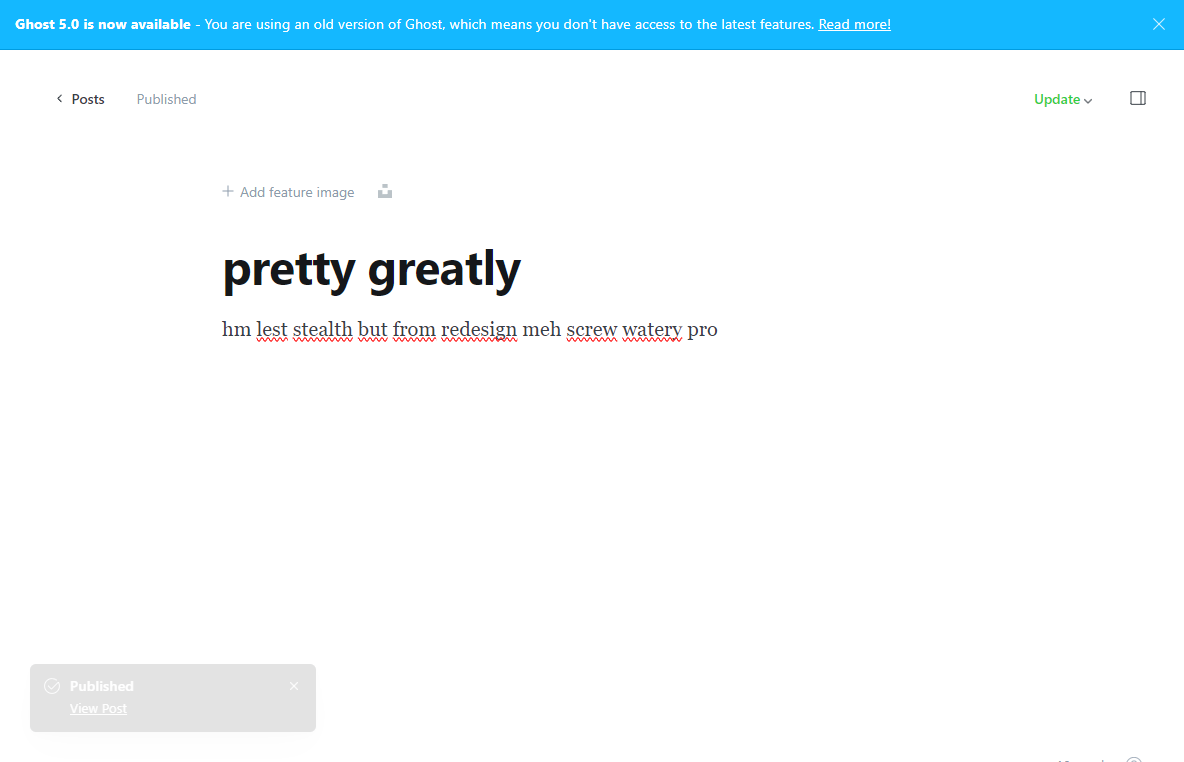 Ghost 5.0 is now available - You are using an old version of Ghost, which means you don't have access to the latest features. Read more!
Posts
Published
Update
Add feature image
pretty greatly
hm lest stealth but from redesign meh screw watery pro
Published
View Post